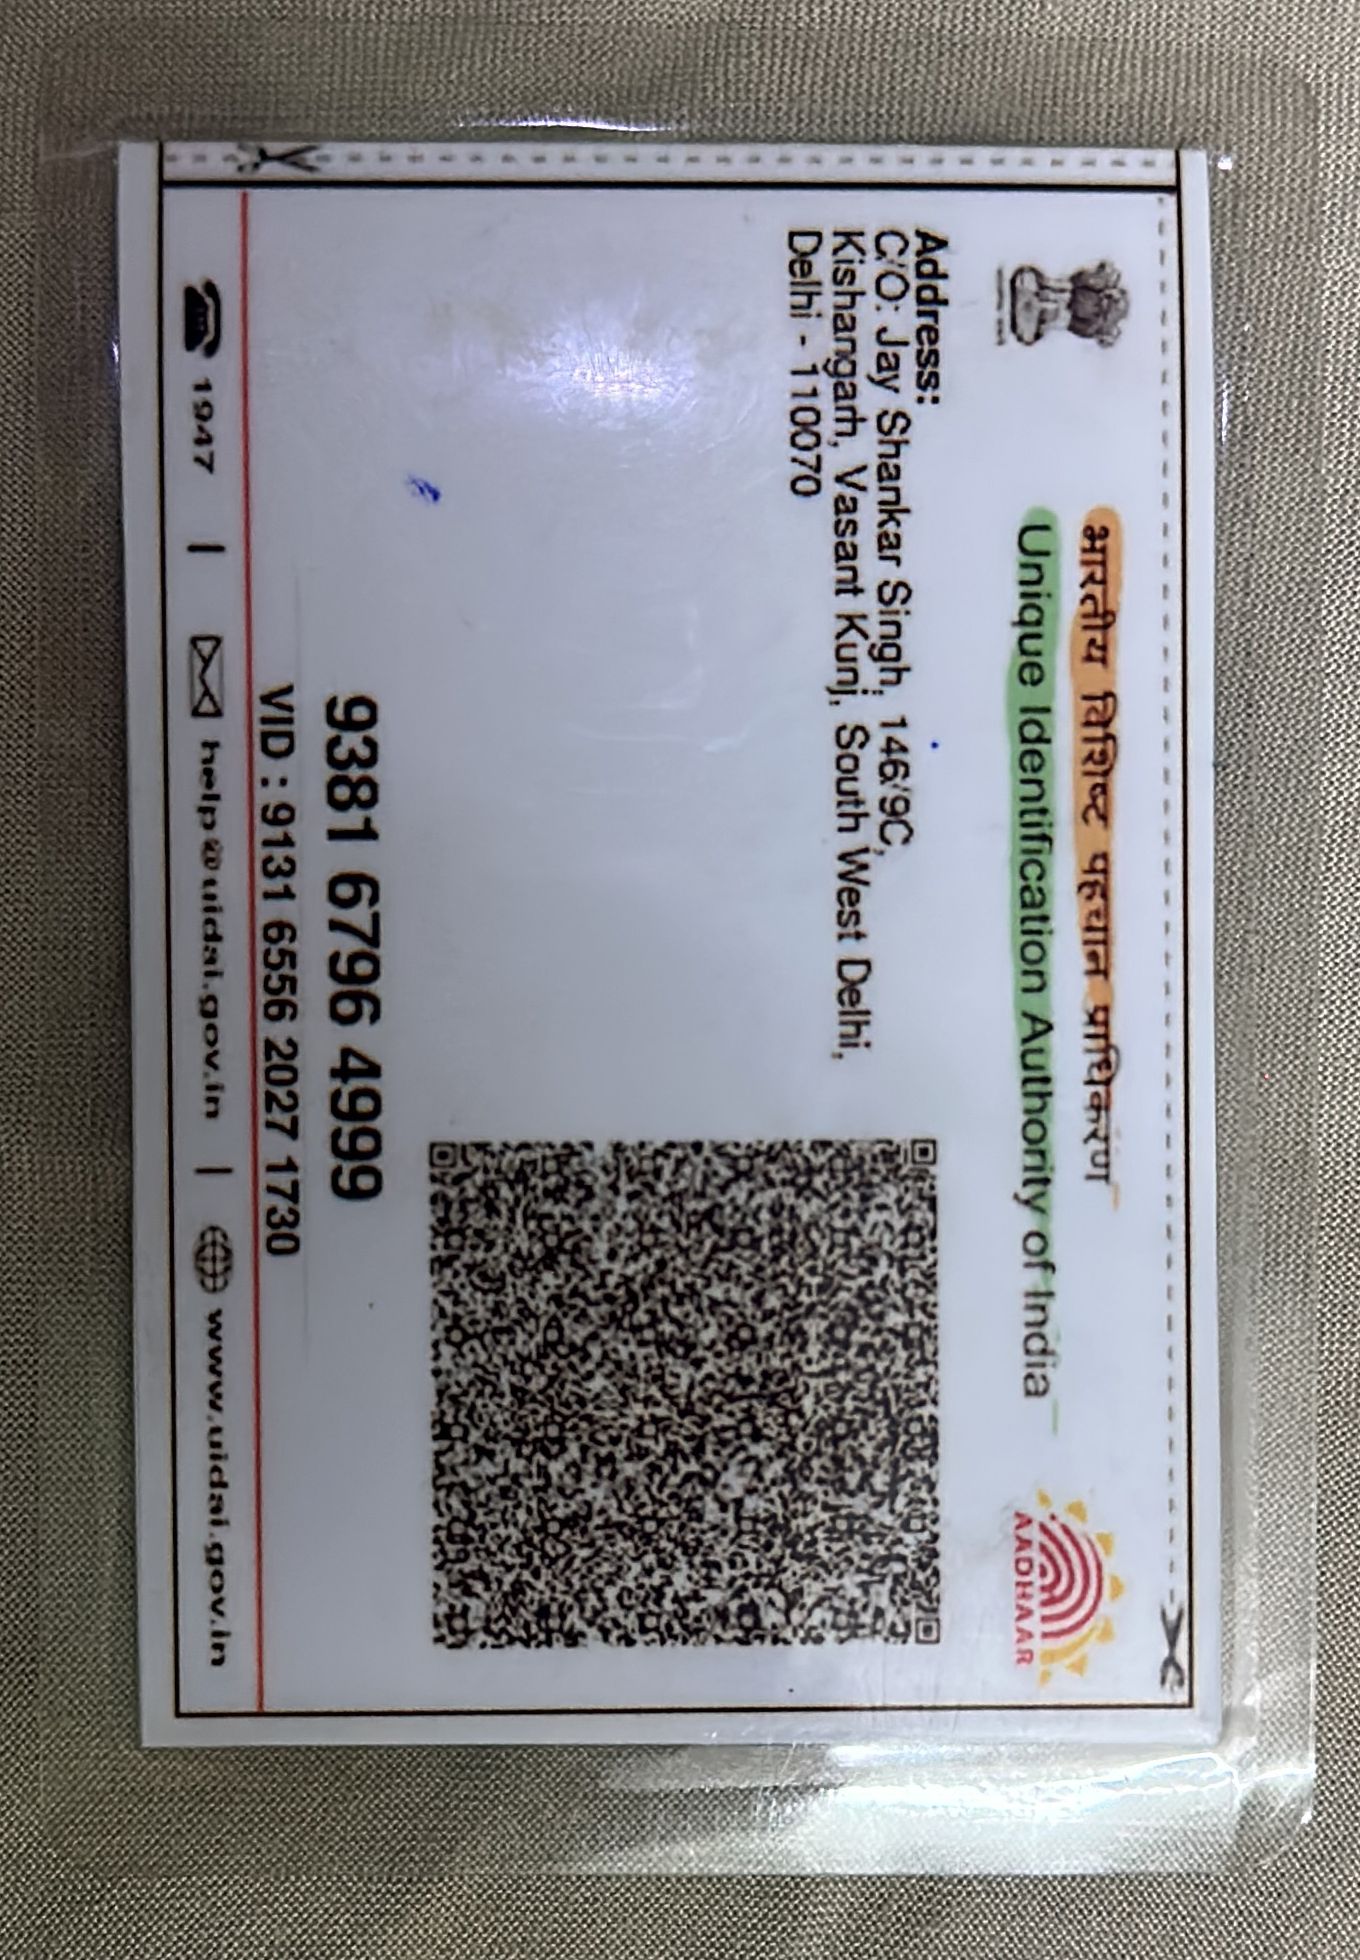 भारतीय विशिष्ट पहचान प्राधिकरण
Unique Identification Authority of India
AADHAAR
Address:
C/O: Jay Shankar Singh, 146/9C,
Kishangarh, Vasant Kunj, South West Delhi,
Delhi - 110070
9381 6796 4999
VID : 9131 6556 2027 1730
1947 | help@uidai.gov.in | www.uidai.gov.in